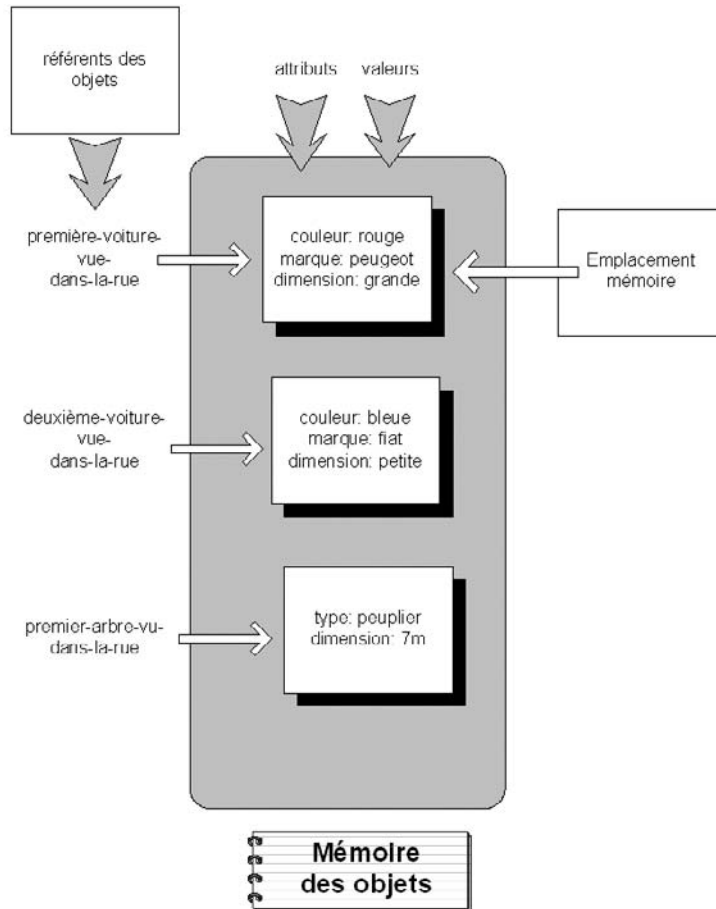 référents des
objets
attributs
valeurs
première-voiture-
vue-
dans-la-rue
couleur: rouge
marque: peugeot
dimension: grande
Emplacement
mémoire
deuxième-voiture-
vue-
dans-la-rue
couleur: bleue
marque: fiat
dimension: petite
premier-arbre-vu-
dans-la-rue
type: peuplier
dimension: 7m
Mémoire
des objets